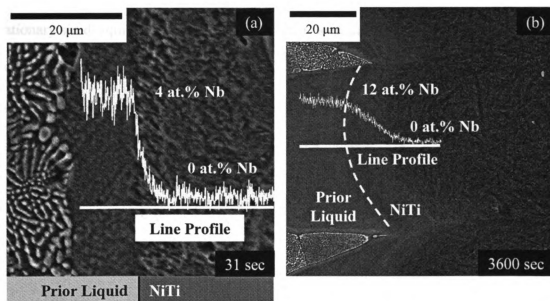 20 μm
(a)
4 at.% Nb
0 at.% Nb
Line Profile
31 sec
Prior Liquid
NiTi
20 μm
(b)
12 at.% Nb
0 at.% Nb
Line Profile
Prior
Liquid
NiTi
3600 sec